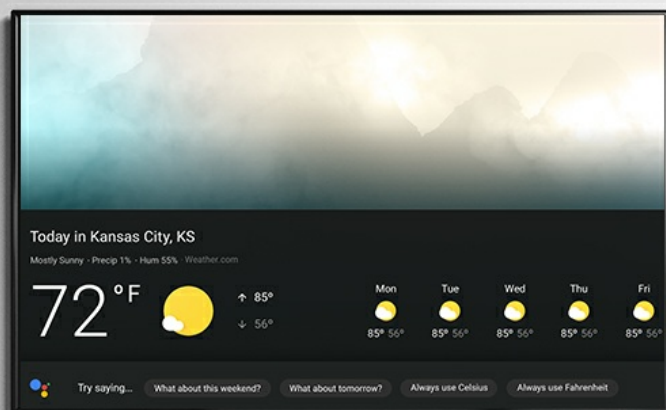 Today in Kansas City, KS
Mostly Sunny · Precip 1% · Hum 55% · Weather.com
72°F
↑ 85°
↓ 56°
Mon Tue Wed Thu Fri
85° 56° 85° 56° 85° 56° 85° 56° 85° 56°
Try saying... What about this weekend? What about tomorrow? Always use Celsius Always use Fahrenheit